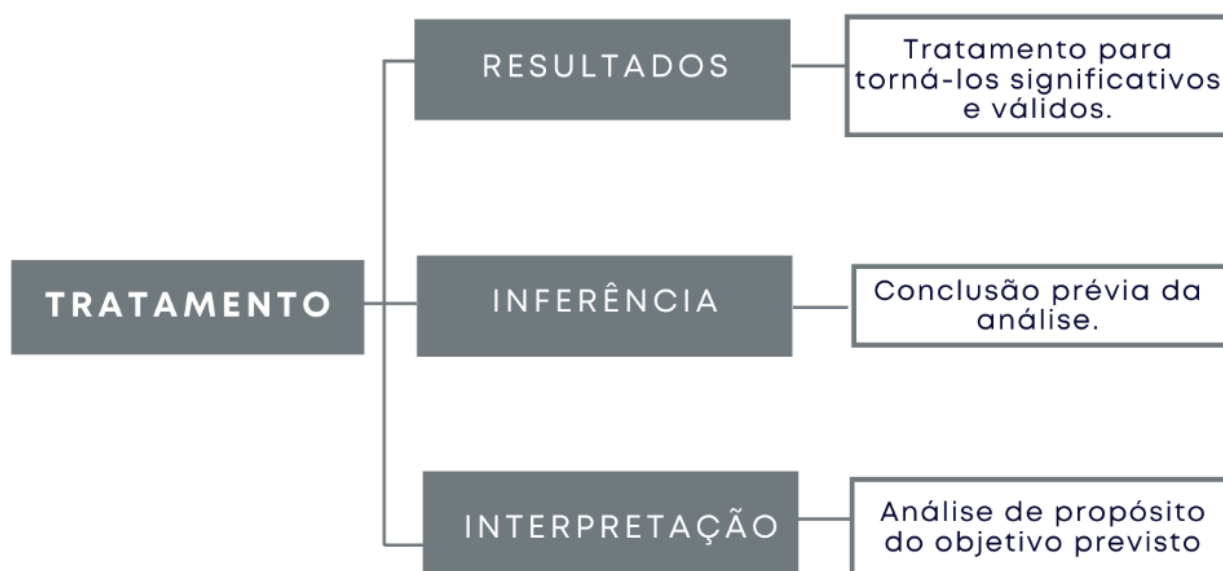 RESULTADOS
Tratamento para
torná-los significativos
e válidos.
TRATAMENTO
INFERÊNCIA
Conclusão prévia da
análise.
INTERPRETAÇÃO
Análise de propósito
do objetivo previsto